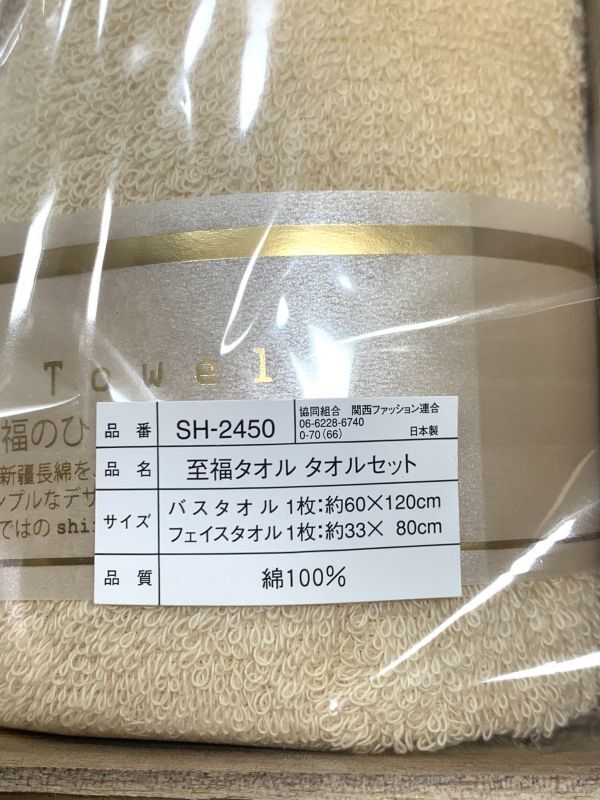 Towel
福のひ
新疆長綿を、
ンプルなデザ
ではの shi
品番 SH-2450
協同組合 関西ファッション連合
06-6228-6740
0-70(66) 日本製
品名 至福タオル タオルセット
サイズ バスタオル 1枚:約60×120cm
フェイスタオル 1枚:約33× 80cm
品質 綿100%